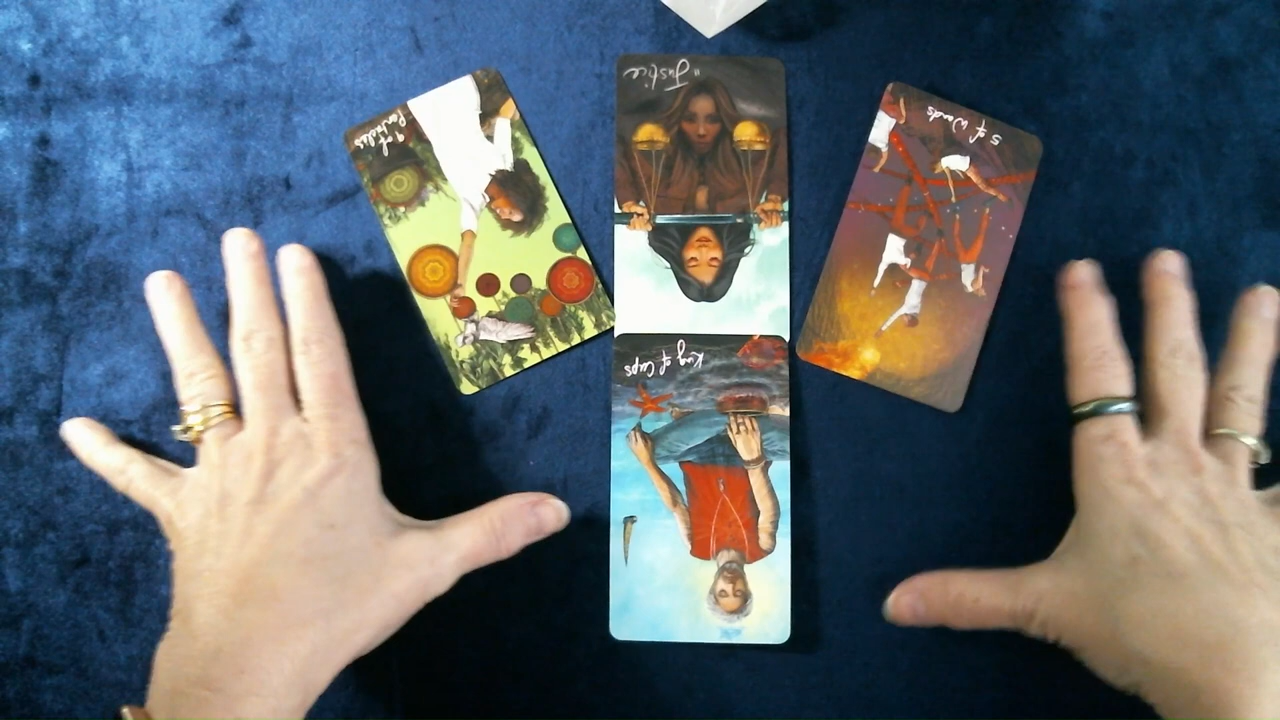 9 of
Pentacles
11 Justice
5 of Wands
King of Cups